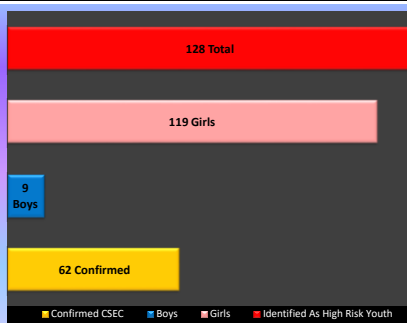 128 Total
119 Girls
9
Boys
62 Confirmed
Confirmed CSEC Boys Girls Identified As High Risk Youth